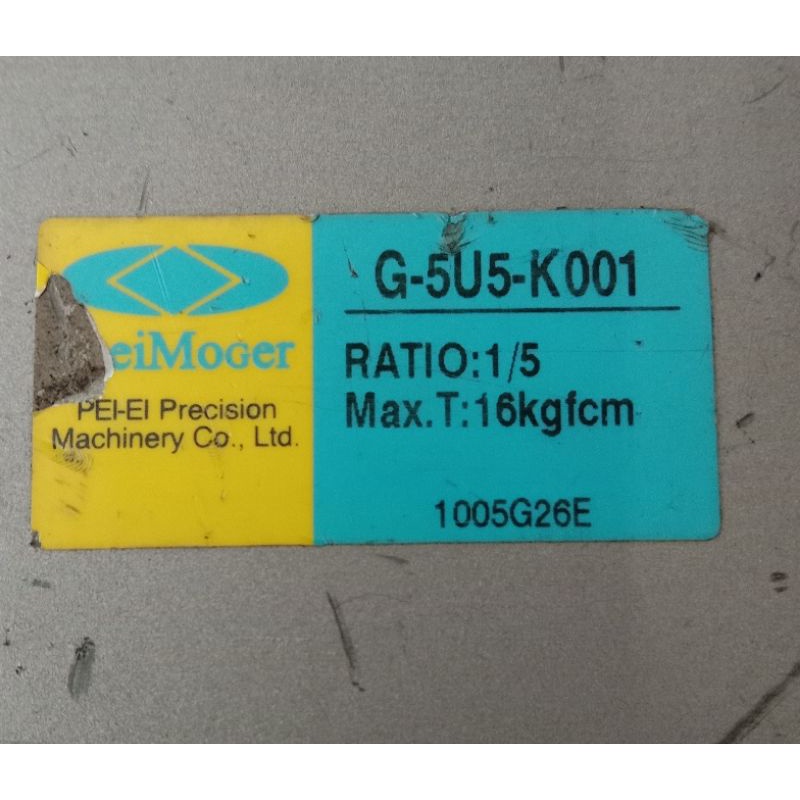 eiMoGer
PEI-EI Precision
Machinery Co., Ltd.
G-5U5-K001
RATIO:1/5
Max.T:16kgfcm
1005G26E